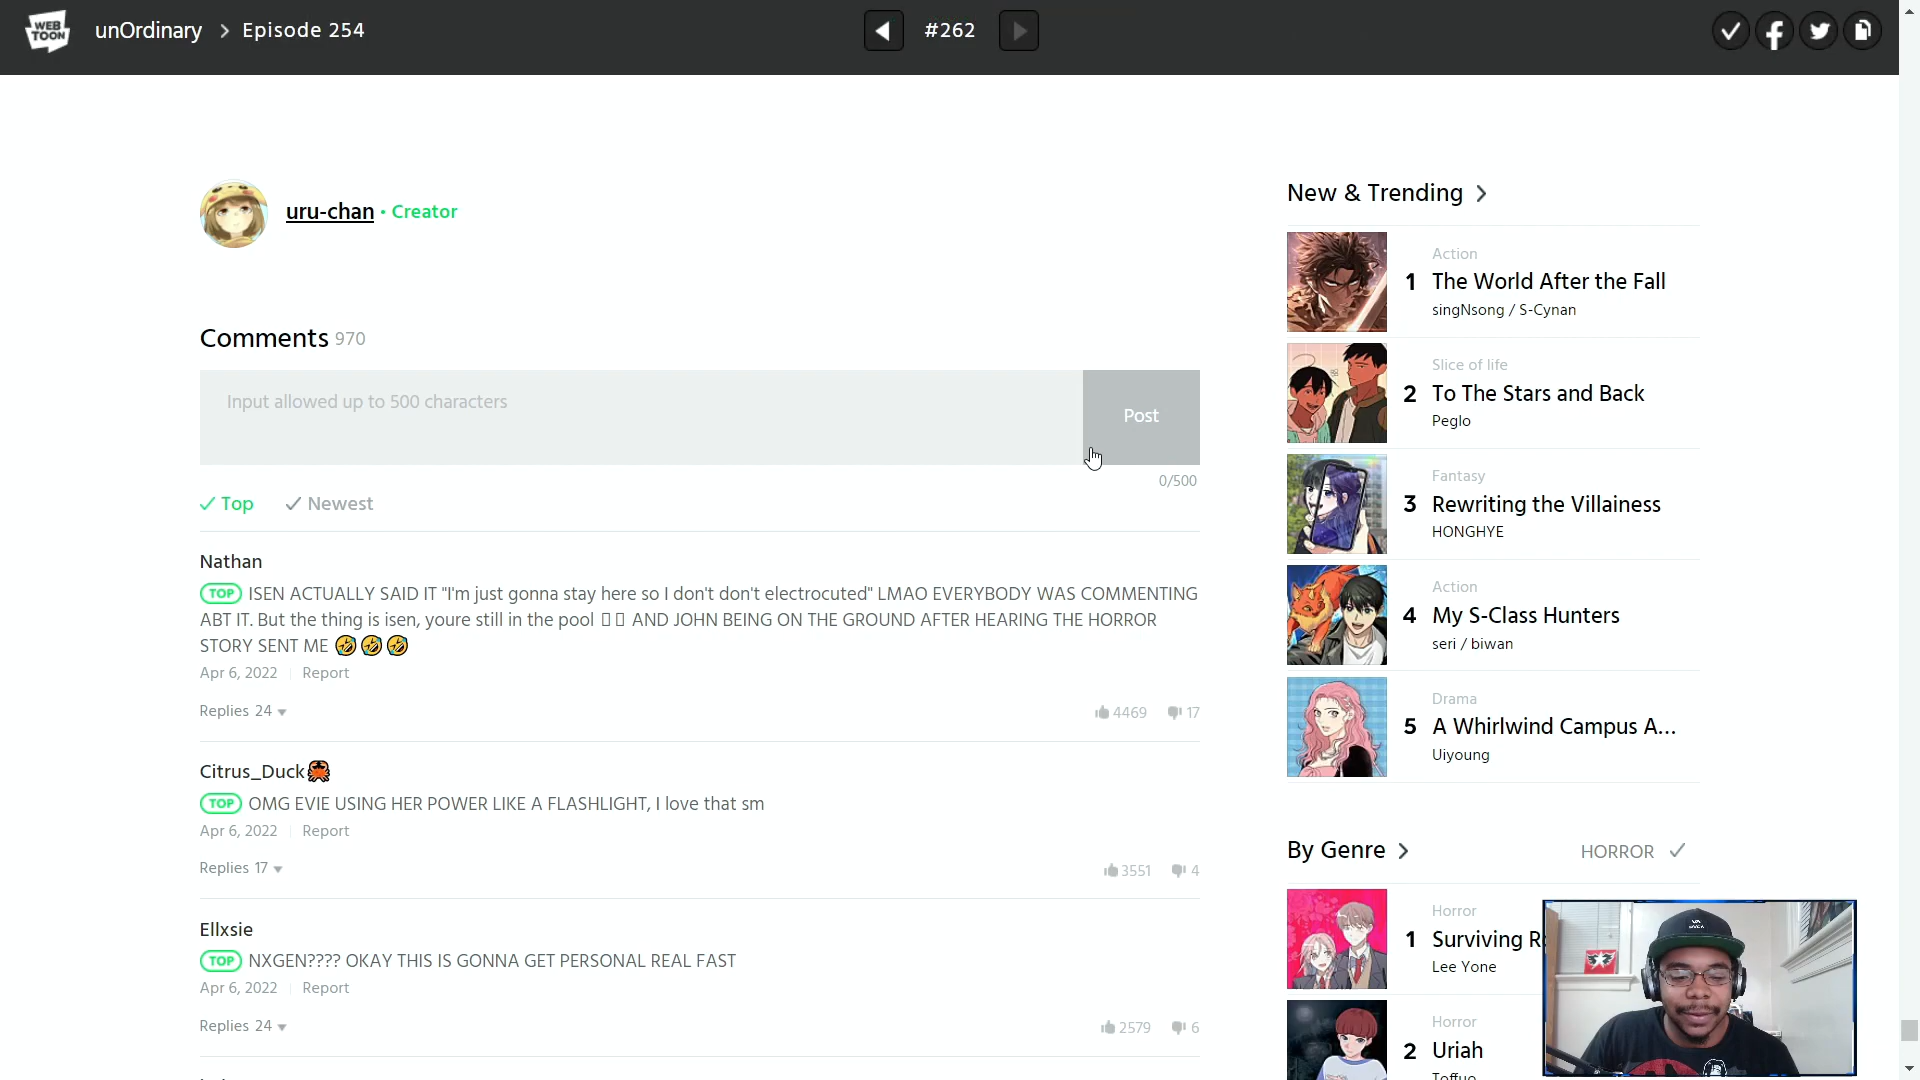 WEB
TOON
unOrdinary > Episode 254
#262
uru-chan • Creator
Comments 970
Input allowed up to 500 characters
Post
0/500
Top
Newest
Nathan
TOP ISEN ACTUALLY SAID IT "I'm just gonna stay here so I don't don't electrocuted" LMAO EVERYBODY WAS COMMENTING
ABT IT. But the thing is isen, youre still in the pool ▯▯ AND JOHN BEING ON THE GROUND AFTER HEARING THE HORROR
STORY SENT ME 🤣🤣🤣
Apr 6, 2022 Report
Replies 24
4469 17
Citrus_Duck🦀
TOP OMG EVIE USING HER POWER LIKE A FLASHLIGHT, I love that sm
Apr 6, 2022 Report
Replies 17
3551 4
Ellxsie
TOP NXGEN???? OKAY THIS IS GONNA GET PERSONAL REAL FAST
Apr 6, 2022 Report
Replies 24
2579 6
New & Trending >
Action
1 The World After the Fall
singNsong / S-Cynan
Slice of life
2 To The Stars and Back
Peglo
Fantasy
3 Rewriting the Villainess
HONGHYE
Action
4 My S-Class Hunters
seri / biwan
Drama
5 A Whirlwind Campus A...
Uiyoung
By Genre >
HORROR
Horror
1 Surviving
Lee Yone
Horror
2 Uriah